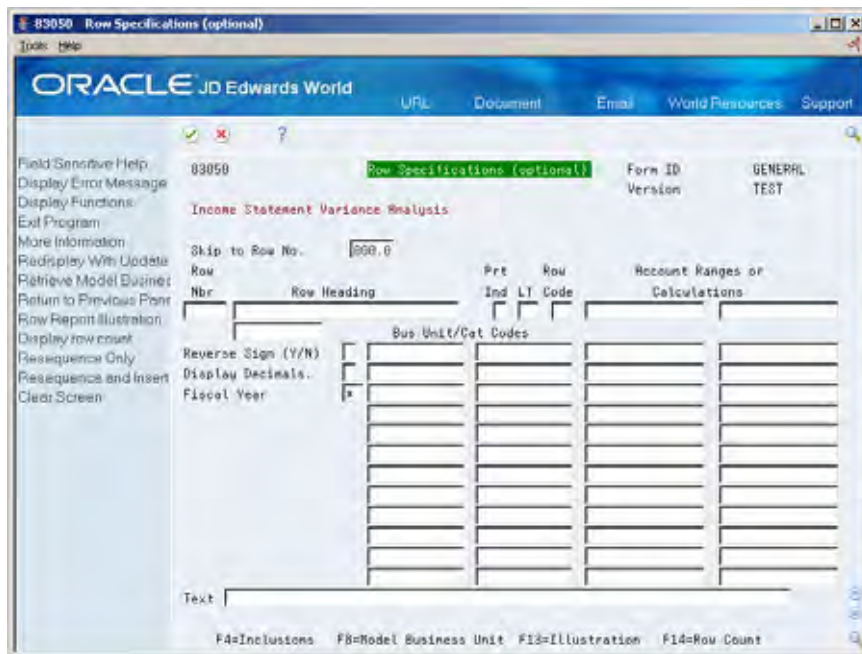 83050 Row Specifications (optional)
Tools Help
ORACLE JD Edwards World
URL Document Email World Resources Support
?
Field Sensitive Help
Display Error Message
Display Functions
Exit Program
More Information
Redisplay With Update
Retrieve Model Busines
Return to Previous Pann
Row Report Illustration
Display row count
Resequence Only
Resequence and Insert
Clear Screen
83050 Row Specifications (optional) Form ID GENERAL
Version TEST
Income Statement Variance Analysis
Skip to Row No. 000.0
Row Prt Row Account Ranges or
Nbr Row Heading Ind LT Code Calculations
Bus Unit/Cat Codes
Reverse Sign (Y/N)
Display Decimals.
Fiscal Year *
Text
F4=Inclusions F8=Model Business Unit F13=Illustration F14=Row Count